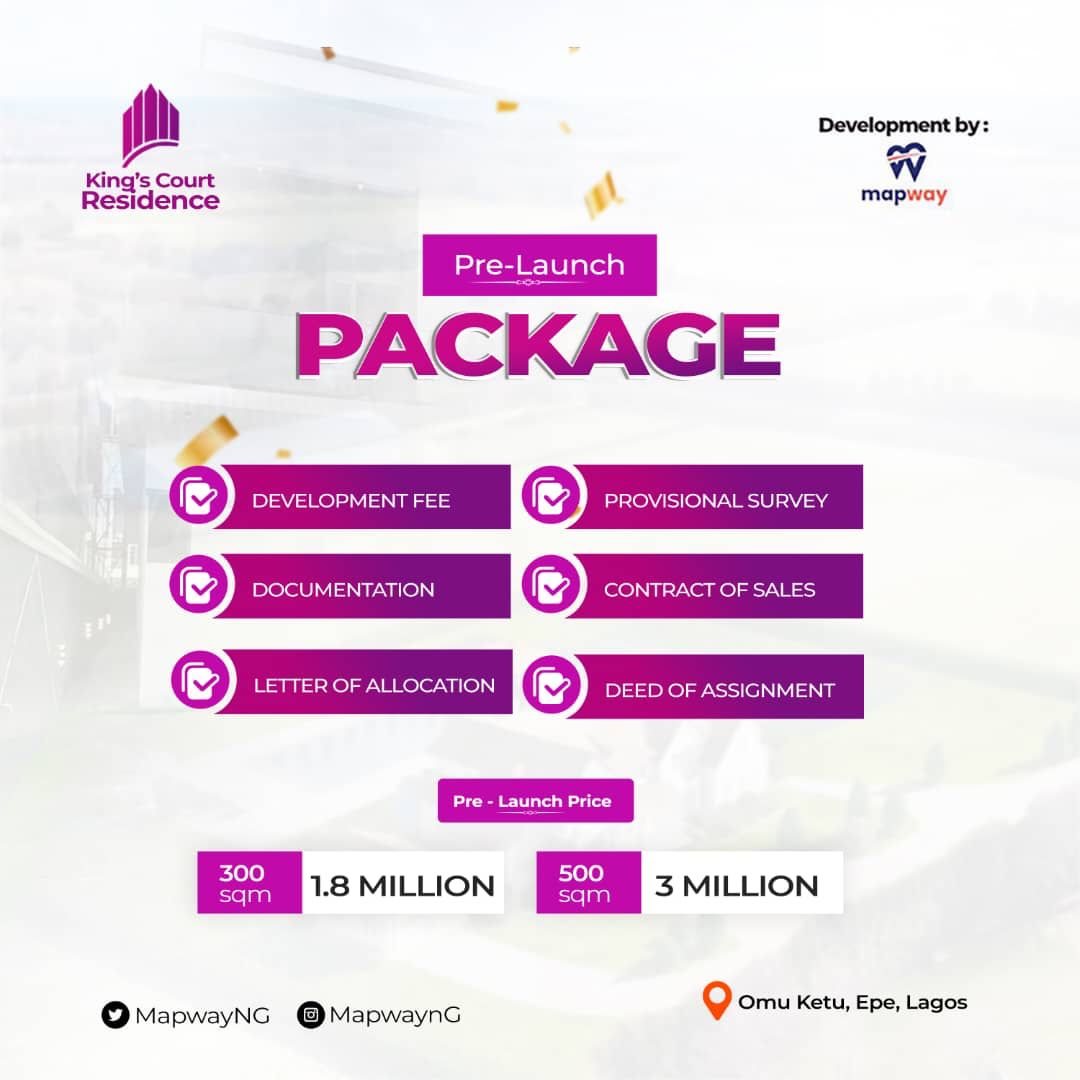 King's Court
Residence
Development by :
mapway
Pre-Launch
PACKAGE
DEVELOPMENT FEE
PROVISIONAL SURVEY
DOCUMENTATION
CONTRACT OF SALES
LETTER OF ALLOCATION
DEED OF ASSIGNMENT
Pre - Launch Price
300
sqm
1.8 MILLION
500
sqm
3 MILLION
MapwayNG
MapwaynG
Omu Ketu, Epe, Lagos